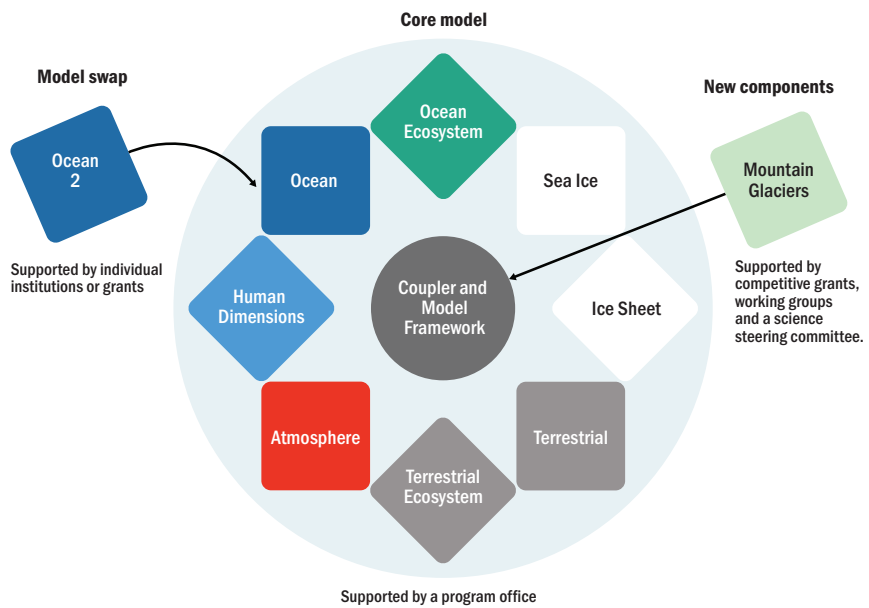 Core model
Model swap
New components
Ocean
2
Ocean
Ocean
Ecosystem
Sea Ice
Mountain
Glaciers
Supported by individual
institutions or grants
Human
Dimensions
Coupler and
Model
Framework
Ice Sheet
Supported by
competitive grants,
working groups
and a science
steering committee.
Atmosphere
Terrestrial
Ecosystem
Terrestrial
Supported by a program office